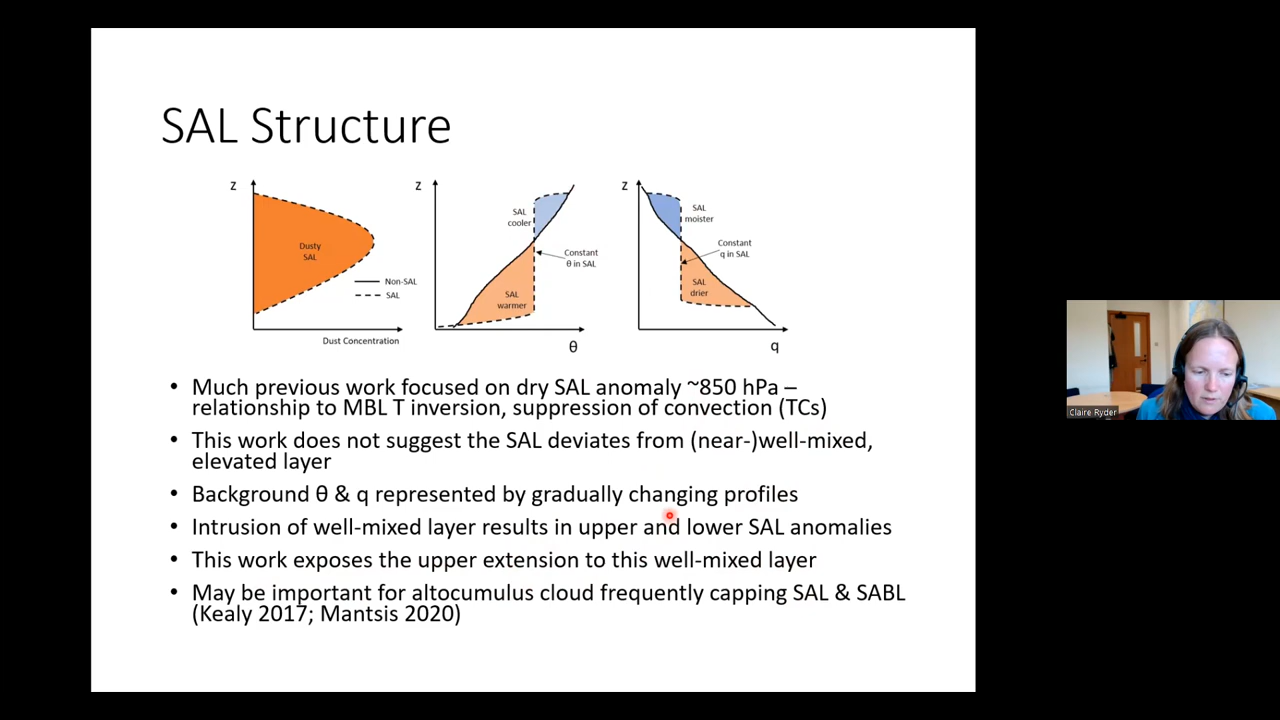 SAL Structure
Z
Dusty
SAL
Non-SAL
SAL
Dust Concentration
Z
SAL
cooler
Constant
θ in SAL
SAL
warmer
θ
Z
SAL
moister
Constant
q in SAL
SAL
drier
q
• Much previous work focused on dry SAL anomaly ~850 hPa –
relationship to MBL T inversion, suppression of convection (TCs)
• This work does not suggest the SAL deviates from (near-)well-mixed,
elevated layer
• Background θ & q represented by gradually changing profiles
• Intrusion of well-mixed layer results in upper and lower SAL anomalies
• This work exposes the upper extension to this well-mixed layer
• May be important for altocumulus cloud frequently capping SAL & SABL
(Kealy 2017; Mantsis 2020)
Claire Ryder